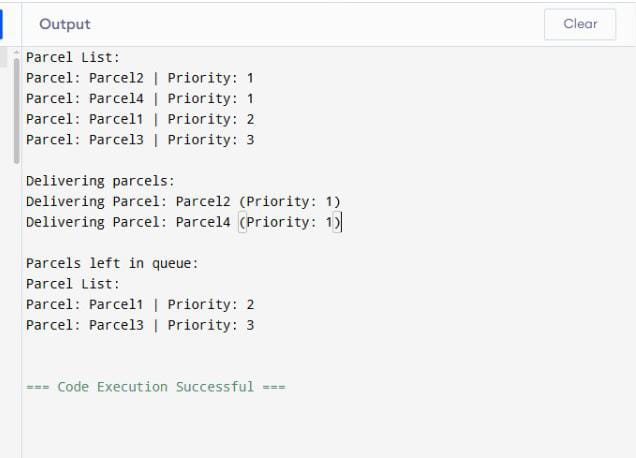 Output
Clear
Parcel List:
Parcel: Parcel2 | Priority: 1
Parcel: Parcel4 | Priority: 1
Parcel: Parcel1 | Priority: 2
Parcel: Parcel3 | Priority: 3
Delivering parcels:
Delivering Parcel: Parcel2 (Priority: 1)
Delivering Parcel: Parcel4 (Priority: 1)
Parcels left in queue:
Parcel List:
Parcel: Parcel1 | Priority: 2
Parcel: Parcel3 | Priority: 3
=== Code Execution Successful ===